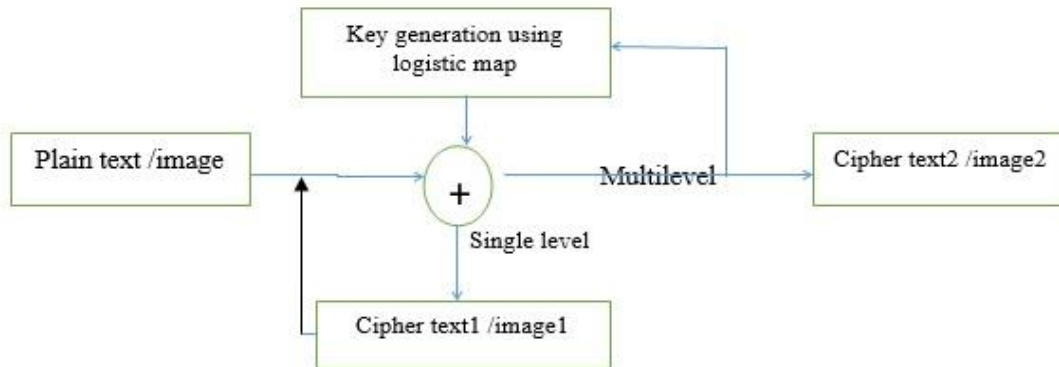 Key generation using
logistic map
Plain text /image
+
Multilevel
Cipher text2 /image2
Single level
Cipher text1 /image1